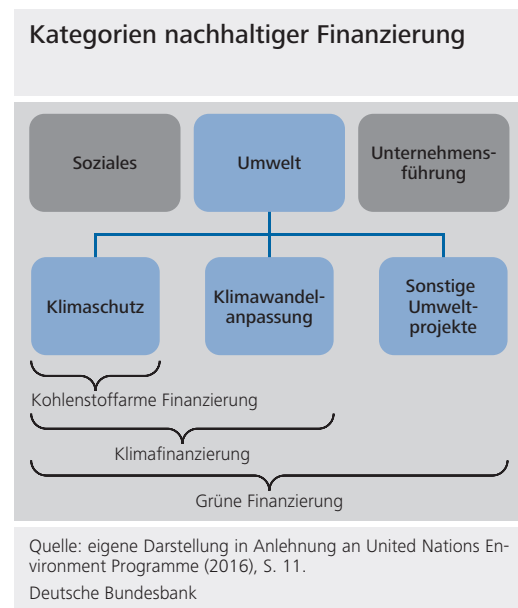 Kategorien nachhaltiger Finanzierung
Soziales
Umwelt
Unternehmens-
führung
Klimaschutz
Klimawandel-
anpassung
Sonstige
Umwelt-
projekte
Kohlenstoffarme Finanzierung
Klimafinanzierung
Grüne Finanzierung
Quelle: eigene Darstellung in Anlehnung an United Nations En-
vironment Programme (2016), S. 11.
Deutsche Bundesbank